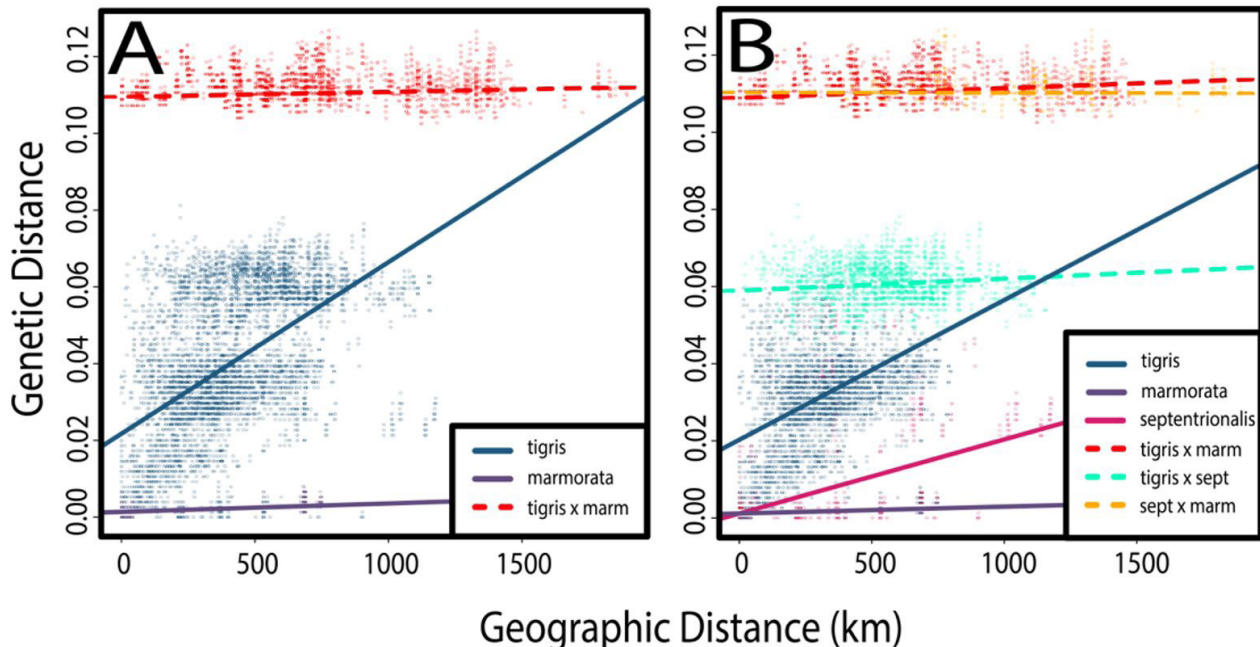 A
B
Genetic Distance
0.12
0.10
0.08
0.06
0.04
0.02
0.00
0
500
1000
1500
tigris
marmorata
tigris x marm
0.12
0.10
0.08
0.06
0.04
0.02
0.00
0
500
1000
1500
tigris
marmorata
septentrionalis
tigris x marm
tigris x sept
sept x marm
Geographic Distance (km)